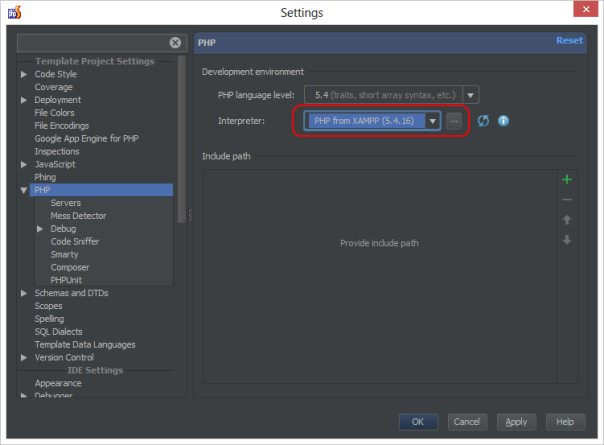 Settings
Template Project Settings
Code Style
Coverage
Deployment
File Colors
File Encodings
Google App Engine for PHP
Inspections
JavaScript
Phing
PHP
Servers
Mess Detector
Debug
Code Sniffer
Smarty
Composer
PHPUnit
Schemas and DTDs
Scopes
Spelling
SQL Dialects
Template Data Languages
Version Control
IDE Settings
Appearance
Debugger
PHP Reset
Development environment
PHP language level: 5.4 (traits, short array syntax, etc.)
Interpreter: PHP from XAMPP (5.4.16) ...
Include path
Provide include path
OK Cancel Apply Help